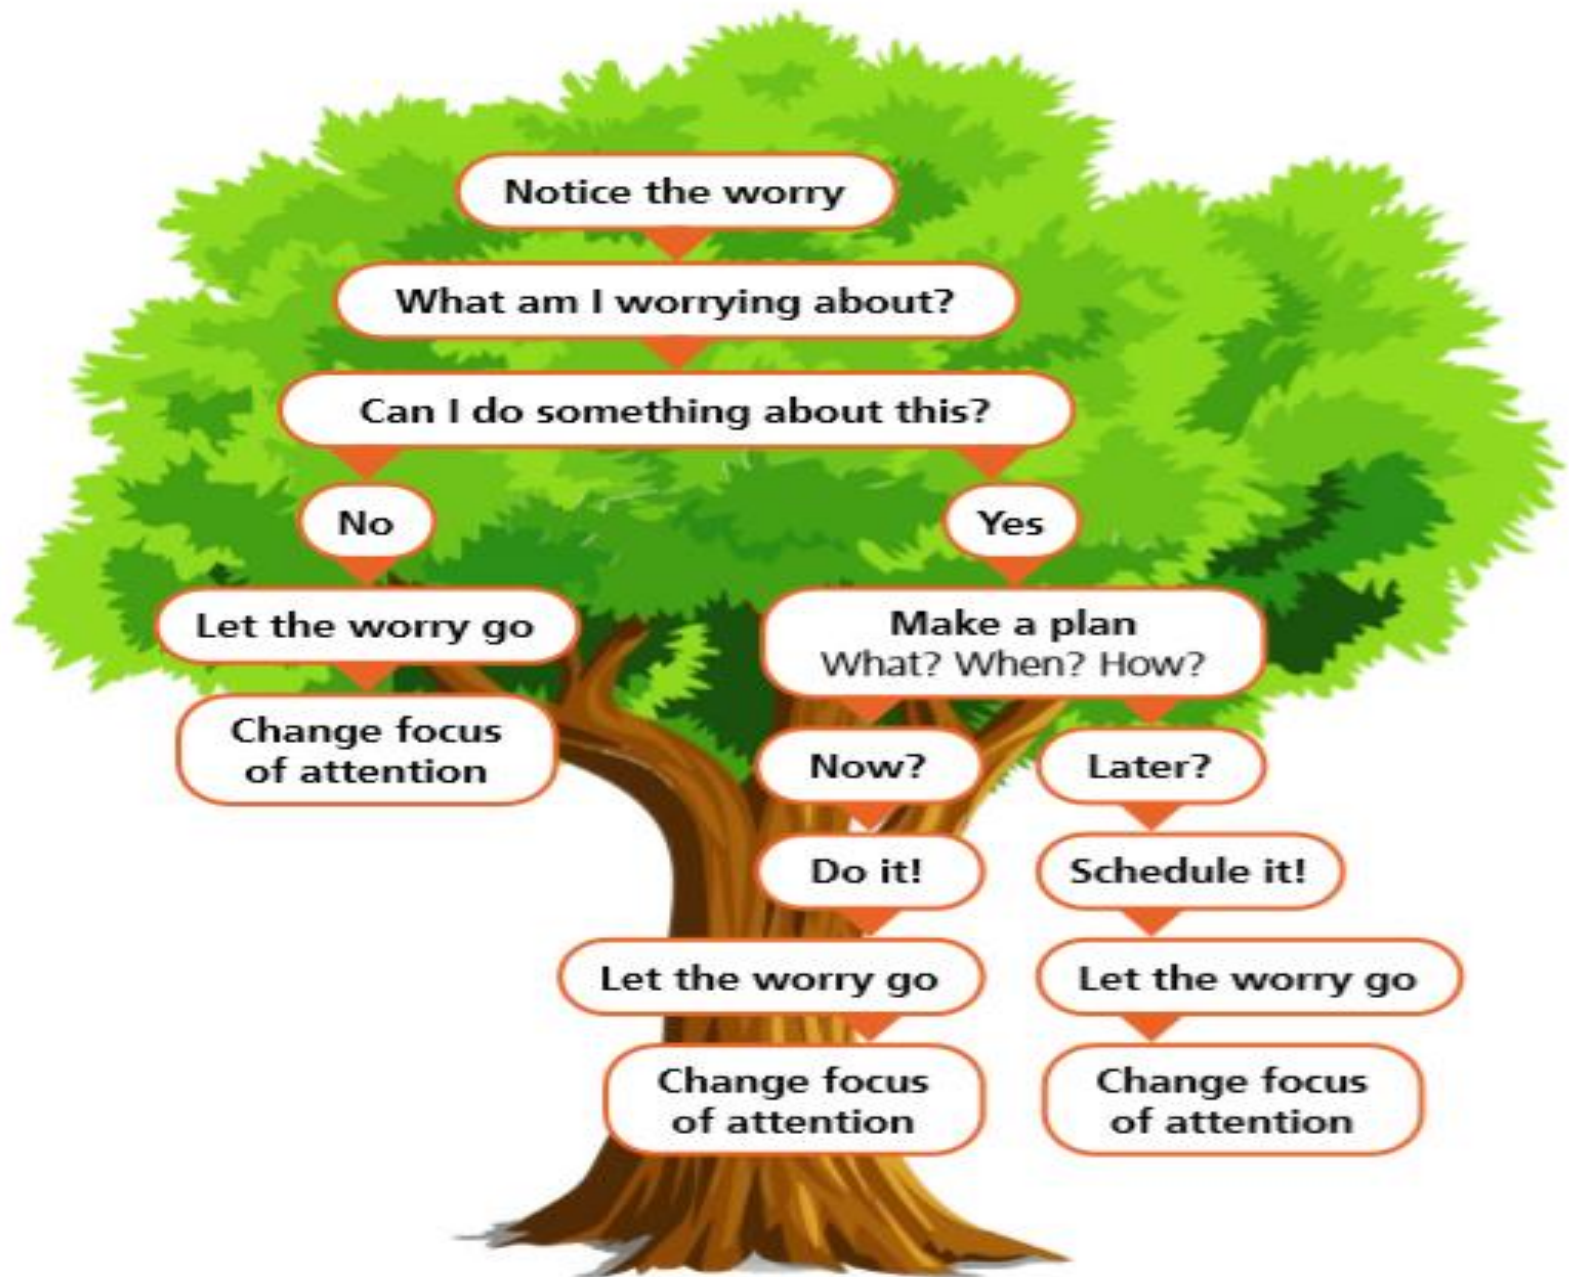 Notice the worry
What am I worrying about?
Can I do something about this?
No
Yes
Let the worry go
Change focus
of attention
Make a plan
What? When? How?
Now?
Later?
Do it!
Schedule it!
Let the worry go
Let the worry go
Change focus
of attention
Change focus
of attention